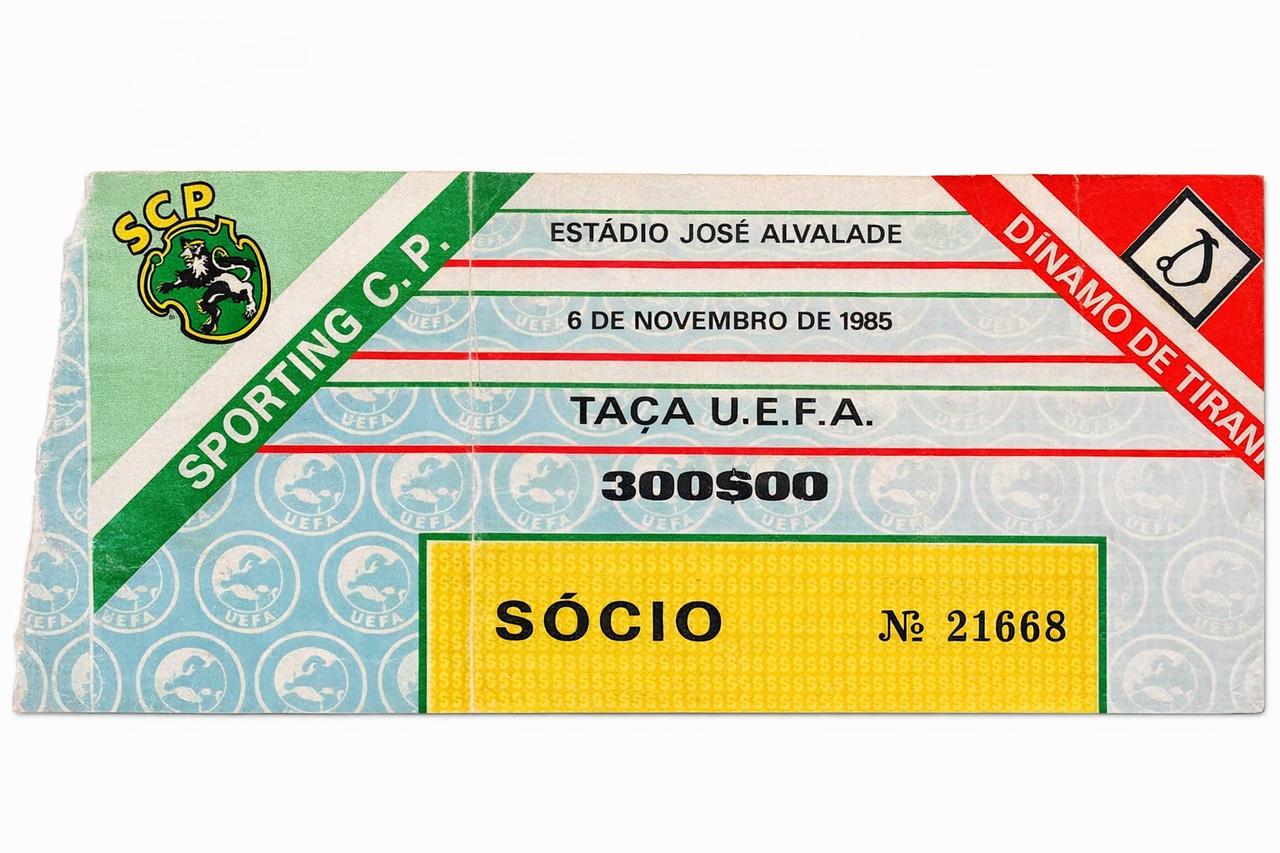 SCP
SPORTING C. P.
ESTÁDIO JOSÉ ALVALADE
6 DE NOVEMBRO DE 1985
TAÇA U.E.F.A.
300$00
DÍNAMO DE TIRAN
SÓCIO
№ 21668
UEFA